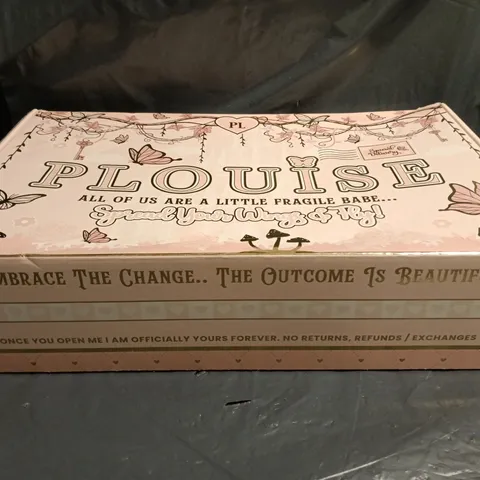 PL
PLOUISE
ALL OF US ARE A LITTLE FRAGILE BABE...
Spread Your Wings & Fly!
MBRACE THE CHANGE.. THE OUTCOME IS BEAUTIF
ONCE YOU OPEN ME I AM OFFICIALLY YOURS FOREVER. NO RETURNS, REFUNDS / EXCHANGES